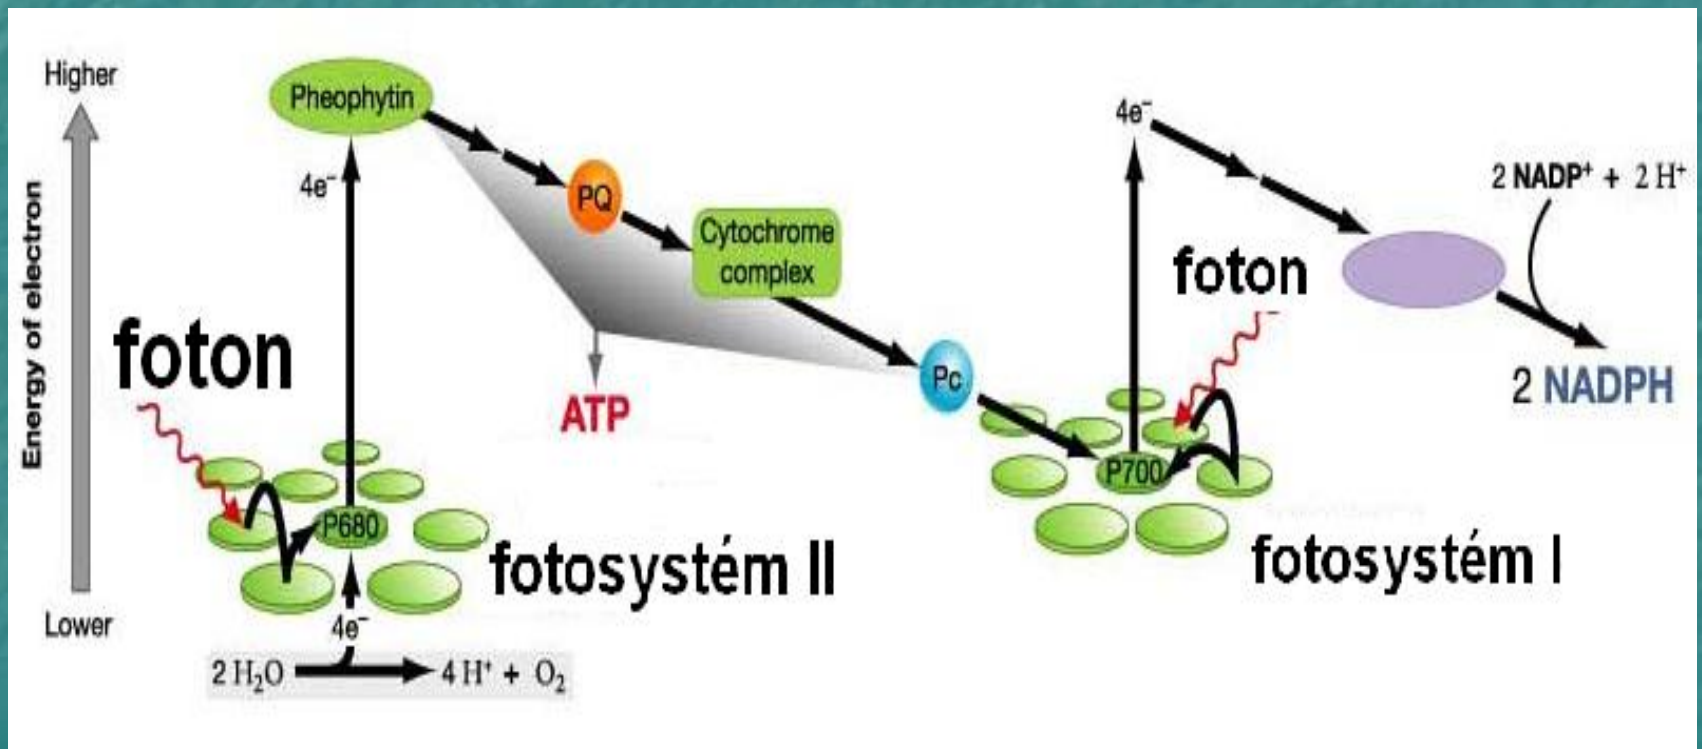 Higher
Energy of electron
Lower
Pheophytin
4e⁻
foton
P680
4e⁻
2 H₂O
4 H⁺ + O₂
fotosystém II
PQ
Cytochrome
complex
ATP
Pc
4e⁻
foton
P700
fotosystém I
2 NADP⁺ + 2 H⁺
2 NADPH